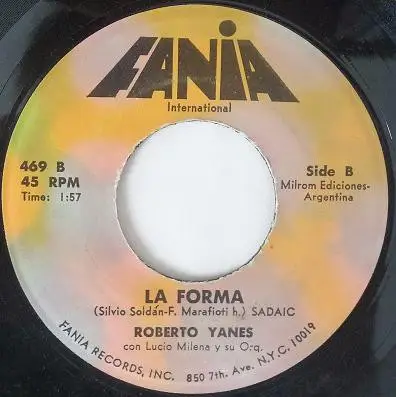 FANIA
International
469 B
45 RPM
Time: 1:57
Side B
Milrom Ediciones-
Argentina
LA FORMA
(Silvio Soldán-F. Marafioti h.) SADAIC
ROBERTO YANES
con Lucio Milena y su Orq.
FANIA RECORDS, INC. 850 7th. Ave. N.Y.C. 10019